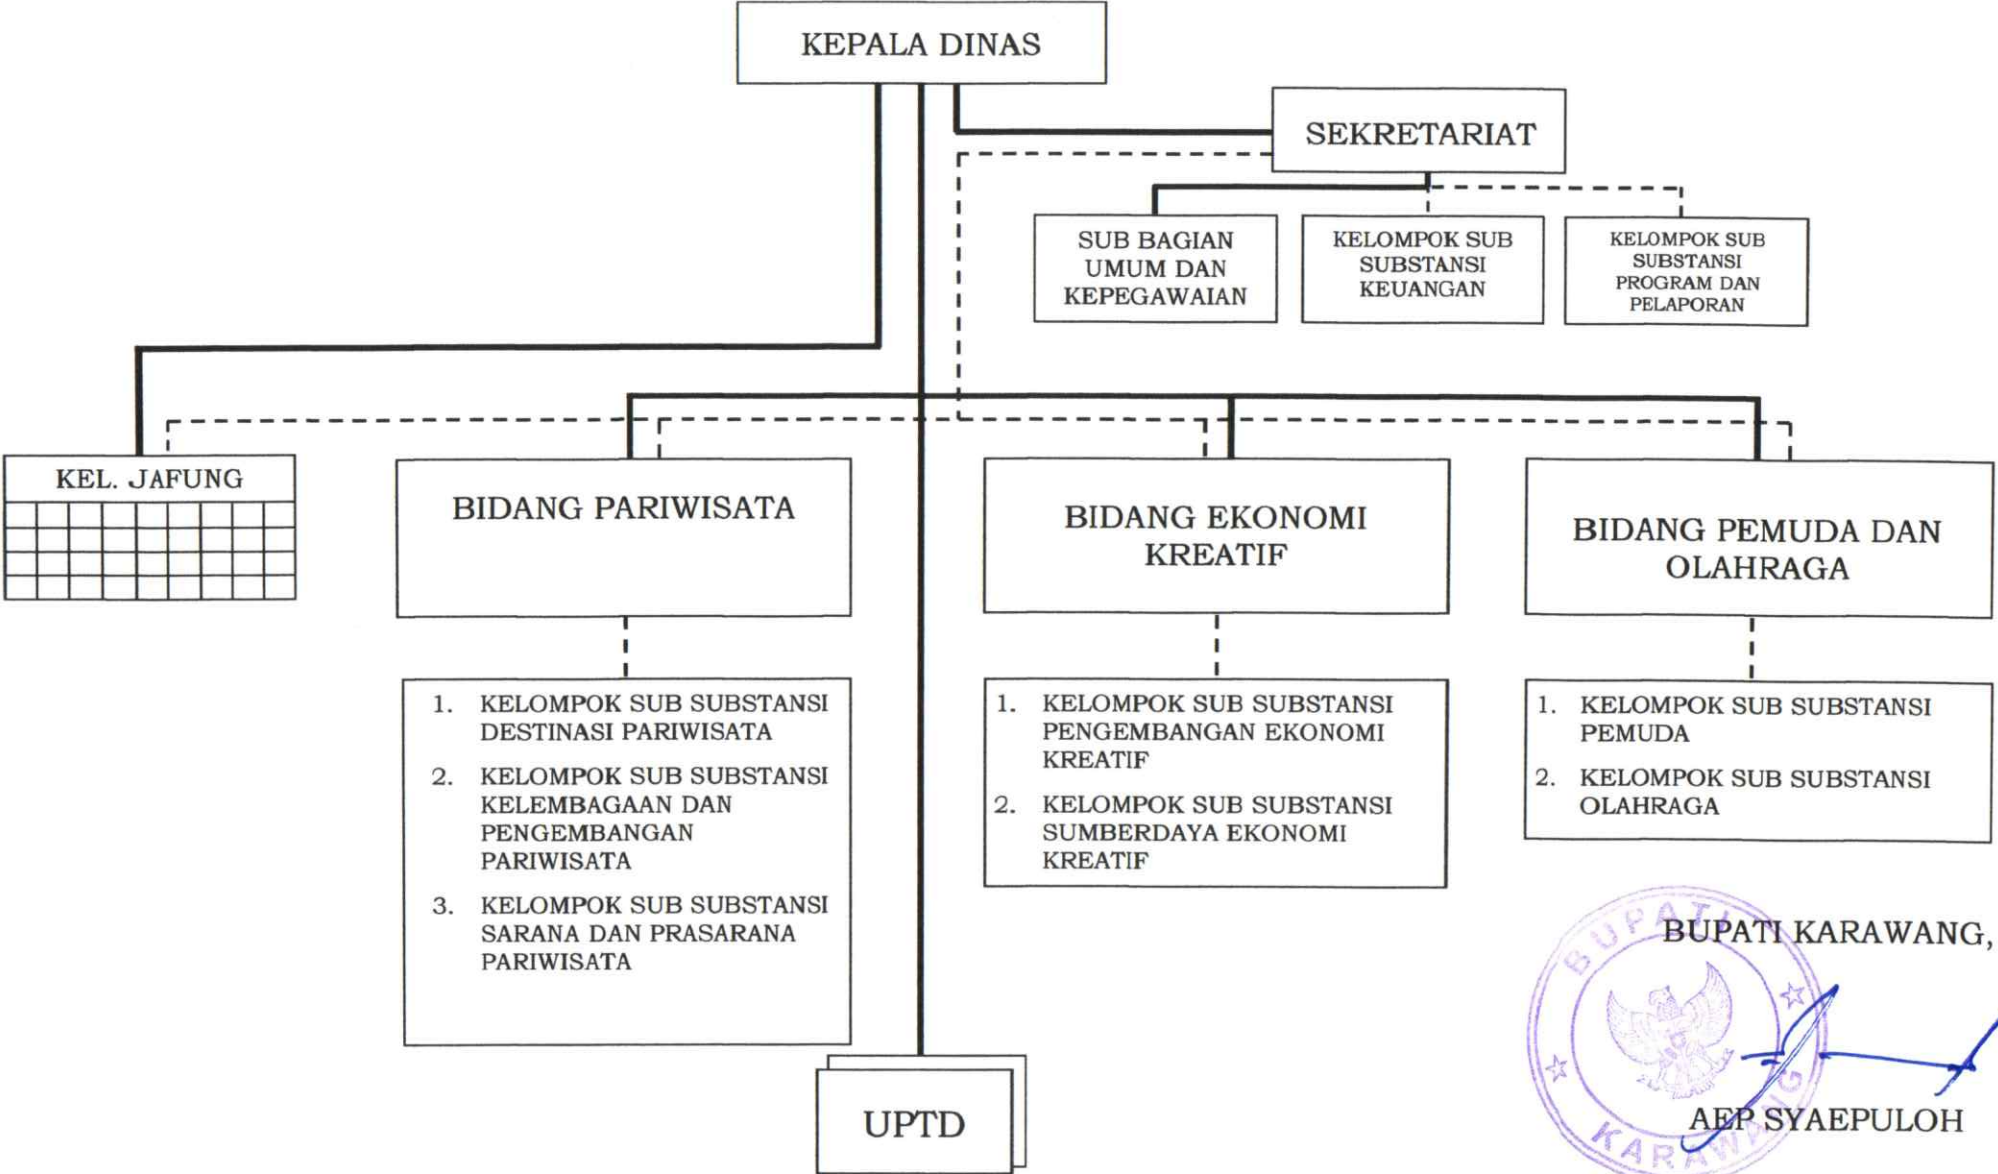 KEPALA DINAS
SEKRETARIAT
SUB BAGIAN
UMUM DAN
KEPEGAWAIAN
KELOMPOK SUB
SUBSTANSI
KEUANGAN
KELOMPOK SUB
SUBSTANSI
PROGRAM DAN
PELAPORAN
KEL. JAFUNG
BIDANG PARIWISATA
BIDANG EKONOMI
KREATIF
BIDANG PEMUDA DAN
OLAHRAGA
1. KELOMPOK SUB SUBSTANSI
DESTINASI PARIWISATA
2. KELOMPOK SUB SUBSTANSI
KELEMBAGAAN DAN
PENGEMBANGAN
PARIWISATA
3. KELOMPOK SUB SUBSTANSI
SARANA DAN PRASARANA
PARIWISATA
1. KELOMPOK SUB SUBSTANSI
PENGEMBANGAN EKONOMI
KREATIF
2. KELOMPOK SUB SUBSTANSI
SUMBERDAYA EKONOMI
KREATIF
1. KELOMPOK SUB SUBSTANSI
PEMUDA
2. KELOMPOK SUB SUBSTANSI
OLAHRAGA
UPTD
BUPATI KARAWANG,
BUPATI
KARAWANG
AEP SYAEPULOH